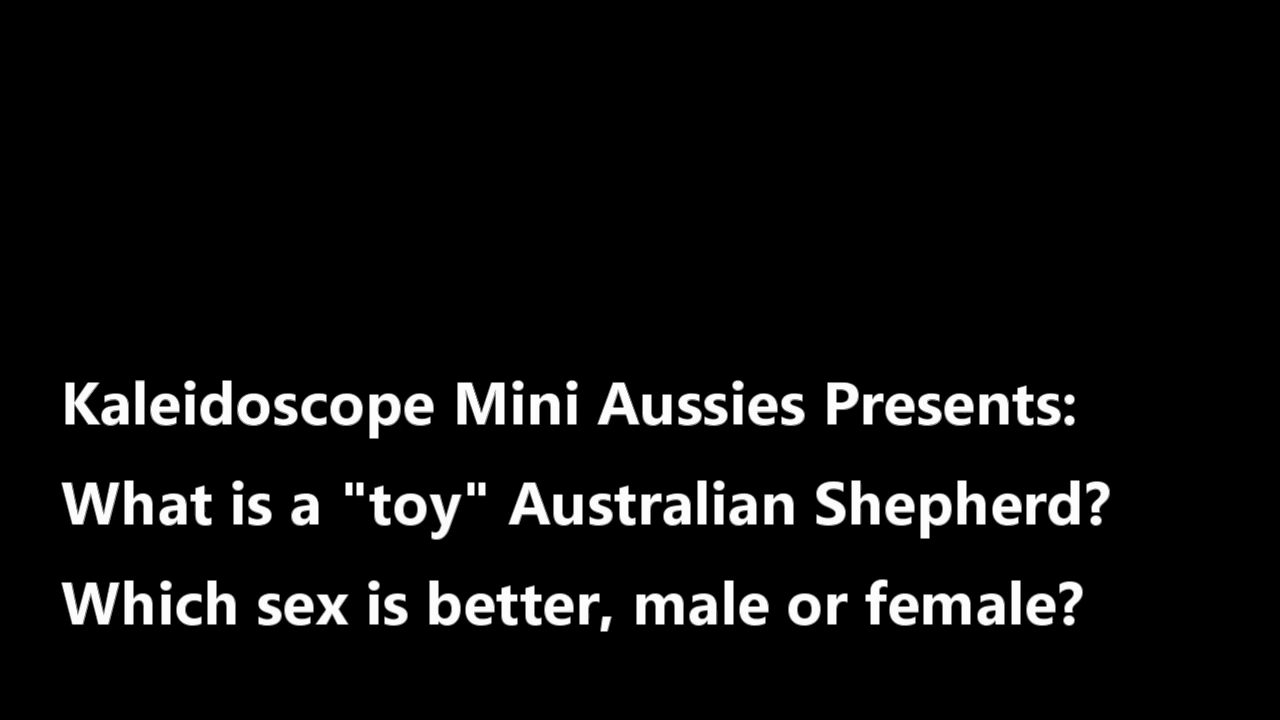 Kaleidoscope Mini Aussies Presents:
What is a "toy" Australian Shepherd?
Which sex is better, male or female?